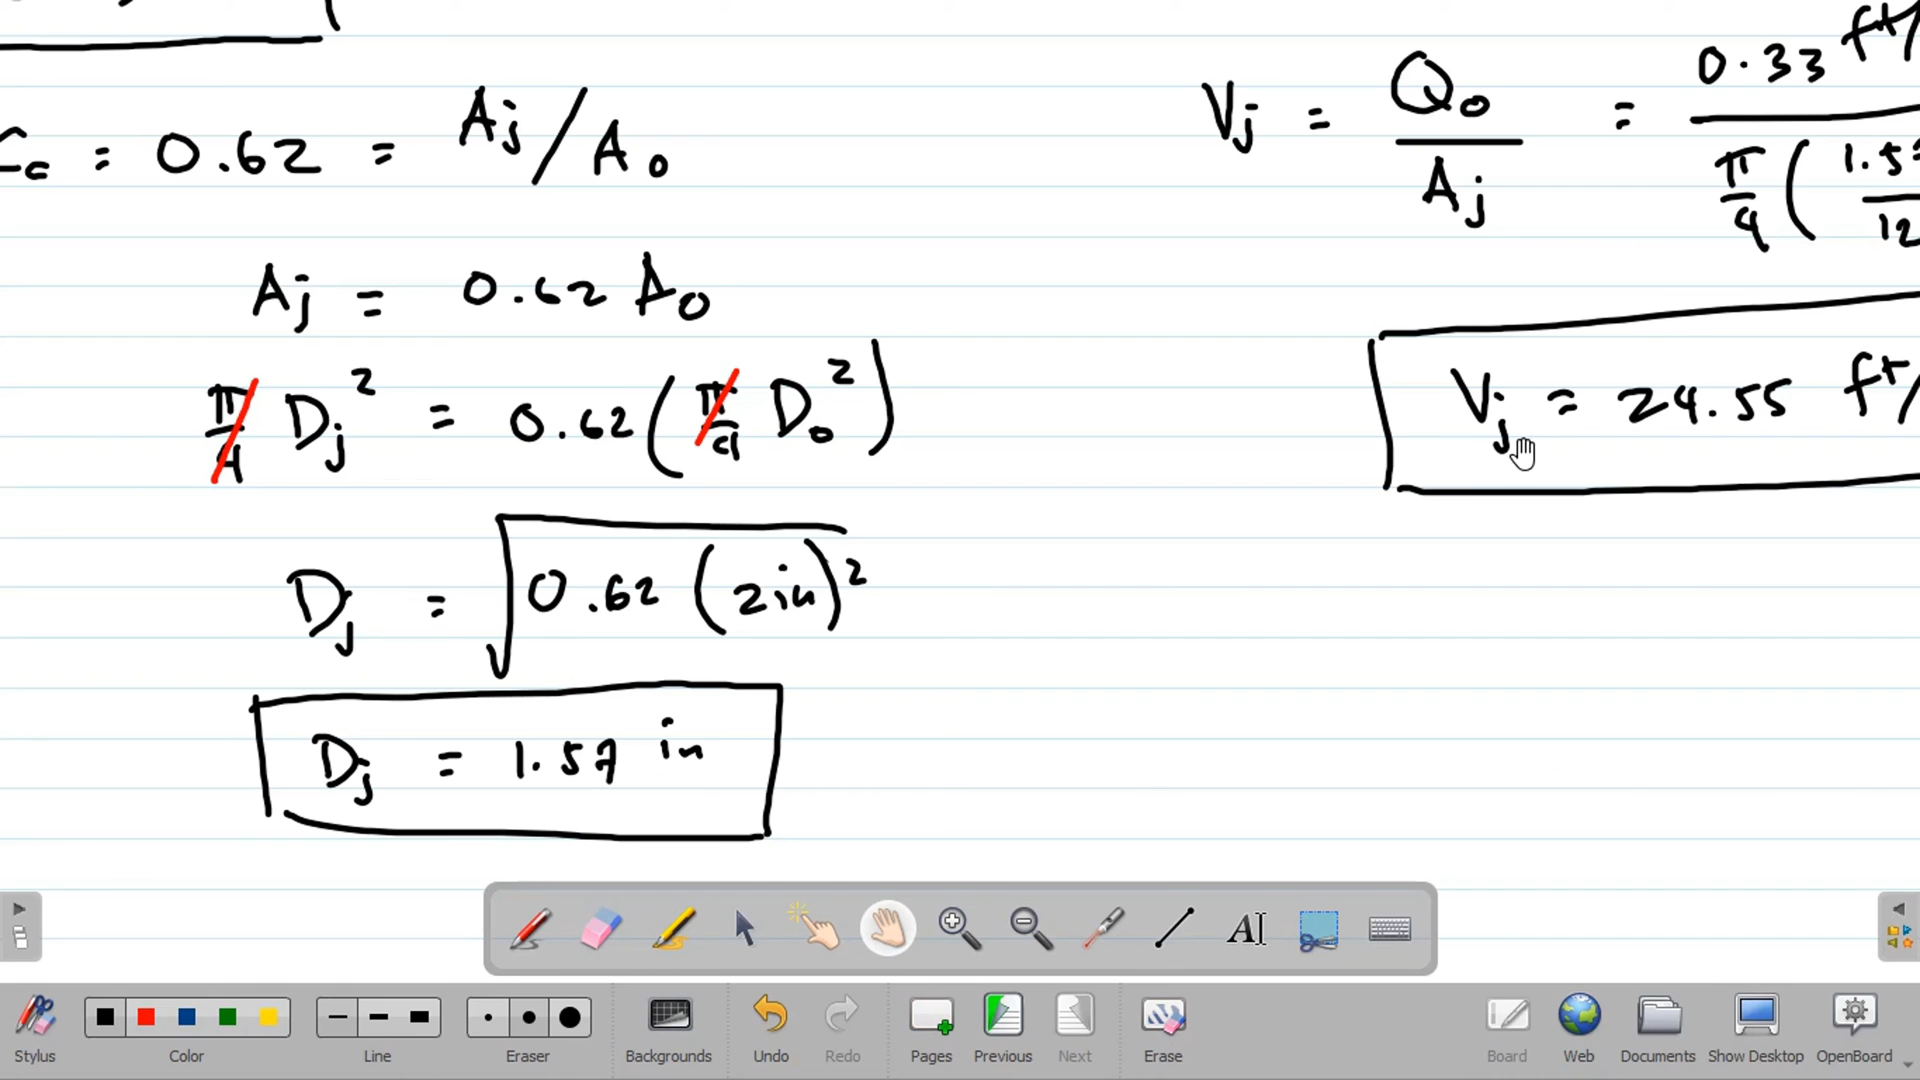 Cc = 0.62 = Aj/Ao
Aj = 0.62 Ao
π/4 Dj² = 0.62 (π/4 Do²)
Dj = √0.62 (2in)²
Dj = 1.57 in
Vj = Qo/Aj = 0.33 ft/ / π/4 ( 1.5 / 12
Vj = 24.55 ft/
Stylus
Color
Line
Eraser
Backgrounds
Undo
Redo
Pages
Previous
Next
Erase
Board
Web
Documents
Show Desktop
OpenBoard